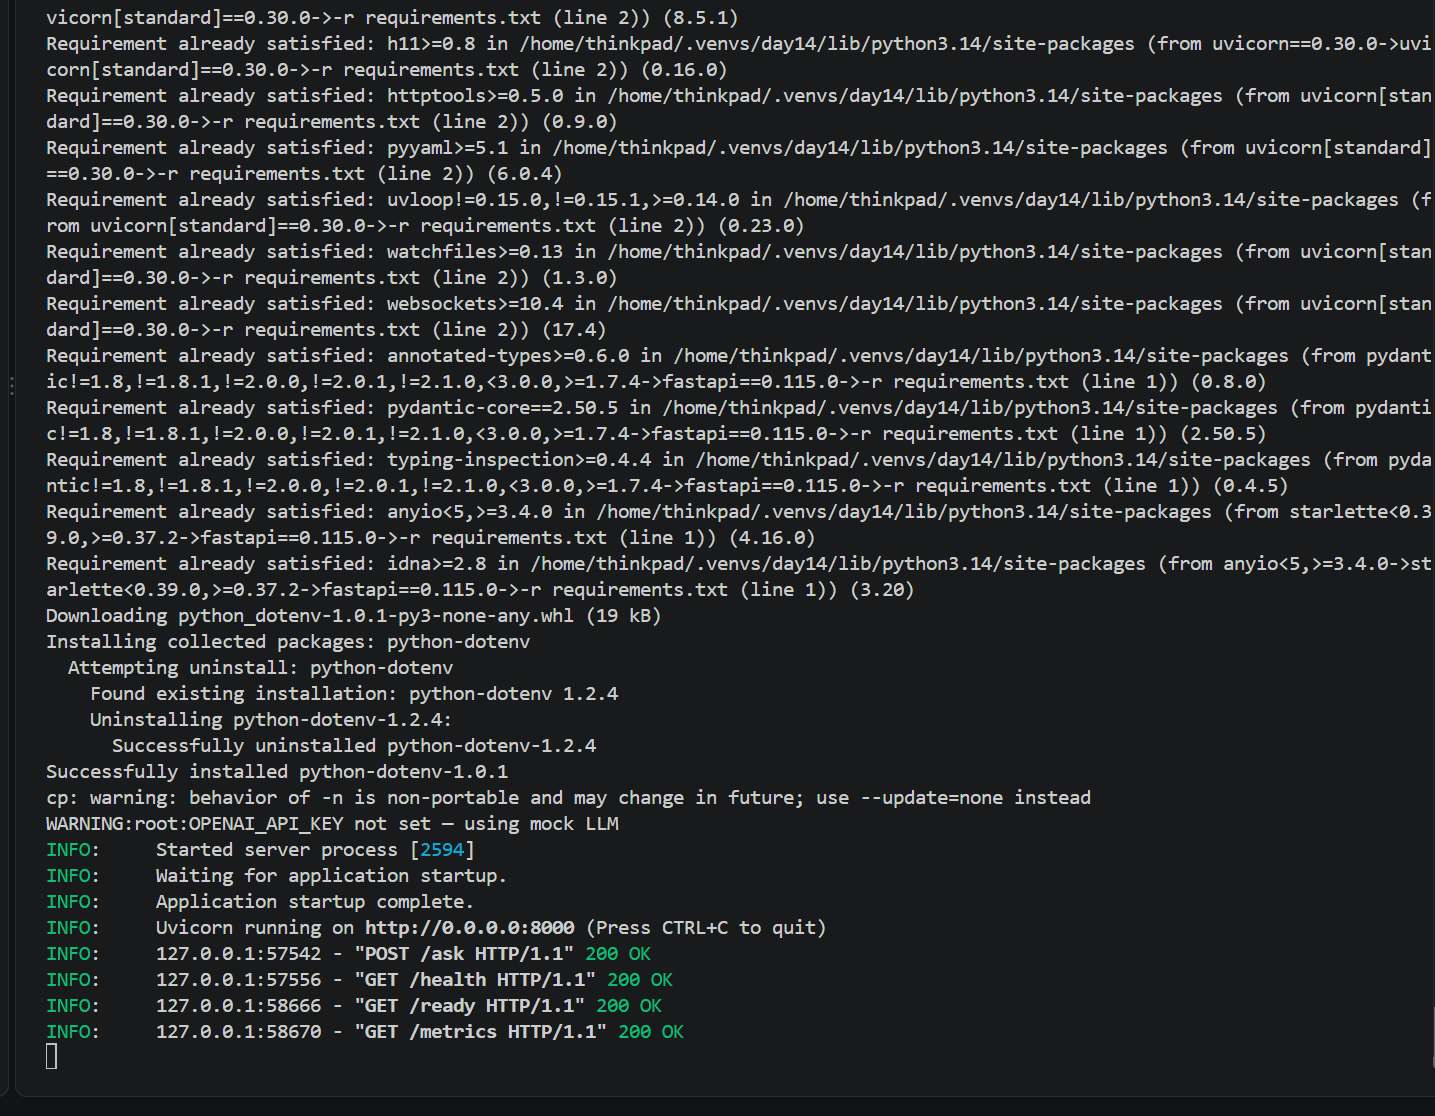 vicorn[standard]==0.30.0->-r requirements.txt (line 2)) (8.5.1)
Requirement already satisfied: h11>=0.8 in /home/thinkpad/.venvs/day14/lib/python3.14/site-packages (from uvicorn==0.30.0->uvi
corn[standard]==0.30.0->-r requirements.txt (line 2)) (0.16.0)
Requirement already satisfied: httptools>=0.5.0 in /home/thinkpad/.venvs/day14/lib/python3.14/site-packages (from uvicorn[stan
dard]==0.30.0->-r requirements.txt (line 2)) (0.9.0)
Requirement already satisfied: pyyaml>=5.1 in /home/thinkpad/.venvs/day14/lib/python3.14/site-packages (from uvicorn[standard]
==0.30.0->-r requirements.txt (line 2)) (6.0.4)
Requirement already satisfied: uvloop!=0.15.0,!=0.15.1,>=0.14.0 in /home/thinkpad/.venvs/day14/lib/python3.14/site-packages (f
rom uvicorn[standard]==0.30.0->-r requirements.txt (line 2)) (0.23.0)
Requirement already satisfied: watchfiles>=0.13 in /home/thinkpad/.venvs/day14/lib/python3.14/site-packages (from uvicorn[stan
dard]==0.30.0->-r requirements.txt (line 2)) (1.3.0)
Requirement already satisfied: websockets>=10.4 in /home/thinkpad/.venvs/day14/lib/python3.14/site-packages (from uvicorn[stan
dard]==0.30.0->-r requirements.txt (line 2)) (17.4)
Requirement already satisfied: annotated-types>=0.6.0 in /home/thinkpad/.venvs/day14/lib/python3.14/site-packages (from pydant
ic!=1.8,!=1.8.1,!=2.0.0,!=2.0.1,!=2.1.0,<3.0.0,>=1.7.4->fastapi==0.115.0->-r requirements.txt (line 1)) (0.8.0)
Requirement already satisfied: pydantic-core==2.50.5 in /home/thinkpad/.venvs/day14/lib/python3.14/site-packages (from pydanti
c!=1.8,!=1.8.1,!=2.0.0,!=2.0.1,!=2.1.0,<3.0.0,>=1.7.4->fastapi==0.115.0->-r requirements.txt (line 1)) (2.50.5)
Requirement already satisfied: typing-inspection>=0.4.4 in /home/thinkpad/.venvs/day14/lib/python3.14/site-packages (from pyda
ntic!=1.8,!=1.8.1,!=2.0.0,!=2.0.1,!=2.1.0,<3.0.0,>=1.7.4->fastapi==0.115.0->-r requirements.txt (line 1)) (0.4.5)
Requirement already satisfied: anyio<5,>=3.4.0 in /home/thinkpad/.venvs/day14/lib/python3.14/site-packages (from starlette<0.3
9.0,>=0.37.2->fastapi==0.115.0->-r requirements.txt (line 1)) (4.16.0)
Requirement already satisfied: idna>=2.8 in /home/thinkpad/.venvs/day14/lib/python3.14/site-packages (from anyio<5,>=3.4.0->st
arlette<0.39.0,>=0.37.2->fastapi==0.115.0->-r requirements.txt (line 1)) (3.20)
Downloading python_dotenv-1.0.1-py3-none-any.whl (19 kB)
Installing collected packages: python-dotenv
  Attempting uninstall: python-dotenv
    Found existing installation: python-dotenv 1.2.4
    Uninstalling python-dotenv-1.2.4:
      Successfully uninstalled python-dotenv-1.2.4
Successfully installed python-dotenv-1.0.1
cp: warning: behavior of -n is non-portable and may change in future; use --update=none instead
WARNING:root:OPENAI_API_KEY not set — using mock LLM
INFO:     Started server process [2594]
INFO:     Waiting for application startup.
INFO:     Application startup complete.
INFO:     Uvicorn running on http://0.0.0.0:8000 (Press CTRL+C to quit)
INFO:     127.0.0.1:57542 - "POST /ask HTTP/1.1" 200 OK
INFO:     127.0.0.1:57556 - "GET /health HTTP/1.1" 200 OK
INFO:     127.0.0.1:58666 - "GET /ready HTTP/1.1" 200 OK
INFO:     127.0.0.1:58670 - "GET /metrics HTTP/1.1" 200 OK